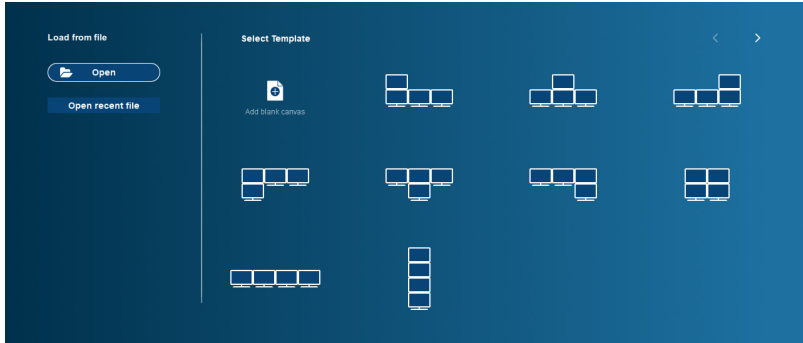 Load from file
Select Template
Open
Open recent file
Add blank canvas